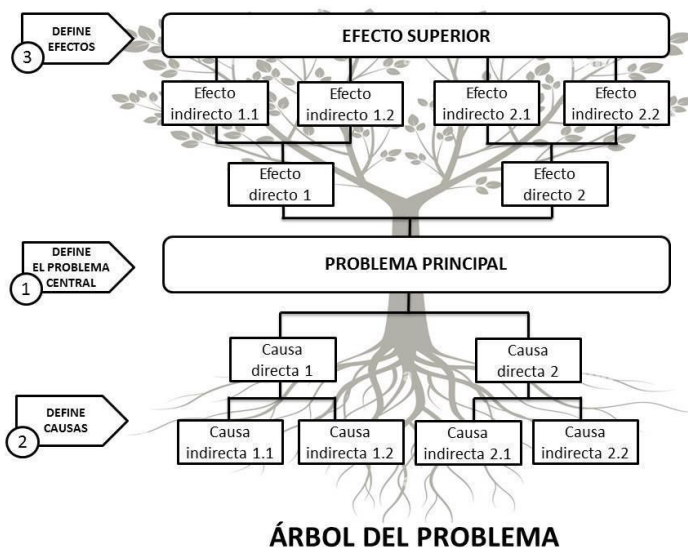 DEFINE
EFECTOS
3
EFECTO SUPERIOR
Efecto
indirecto 1.1
Efecto
indirecto 1.2
Efecto
indirecto 2.1
Efecto
indirecto 2.2
Efecto
directo 1
Efecto
directo 2
DEFINE
EL PROBLEMA
CENTRAL
1
PROBLEMA PRINCIPAL
Causa
directa 1
Causa
directa 2
DEFINE
CAUSAS
2
Causa
indirecta 1.1
Causa
indirecta 1.2
Causa
indirecta 2.1
Causa
indirecta 2.2
ÁRBOL DEL PROBLEMA